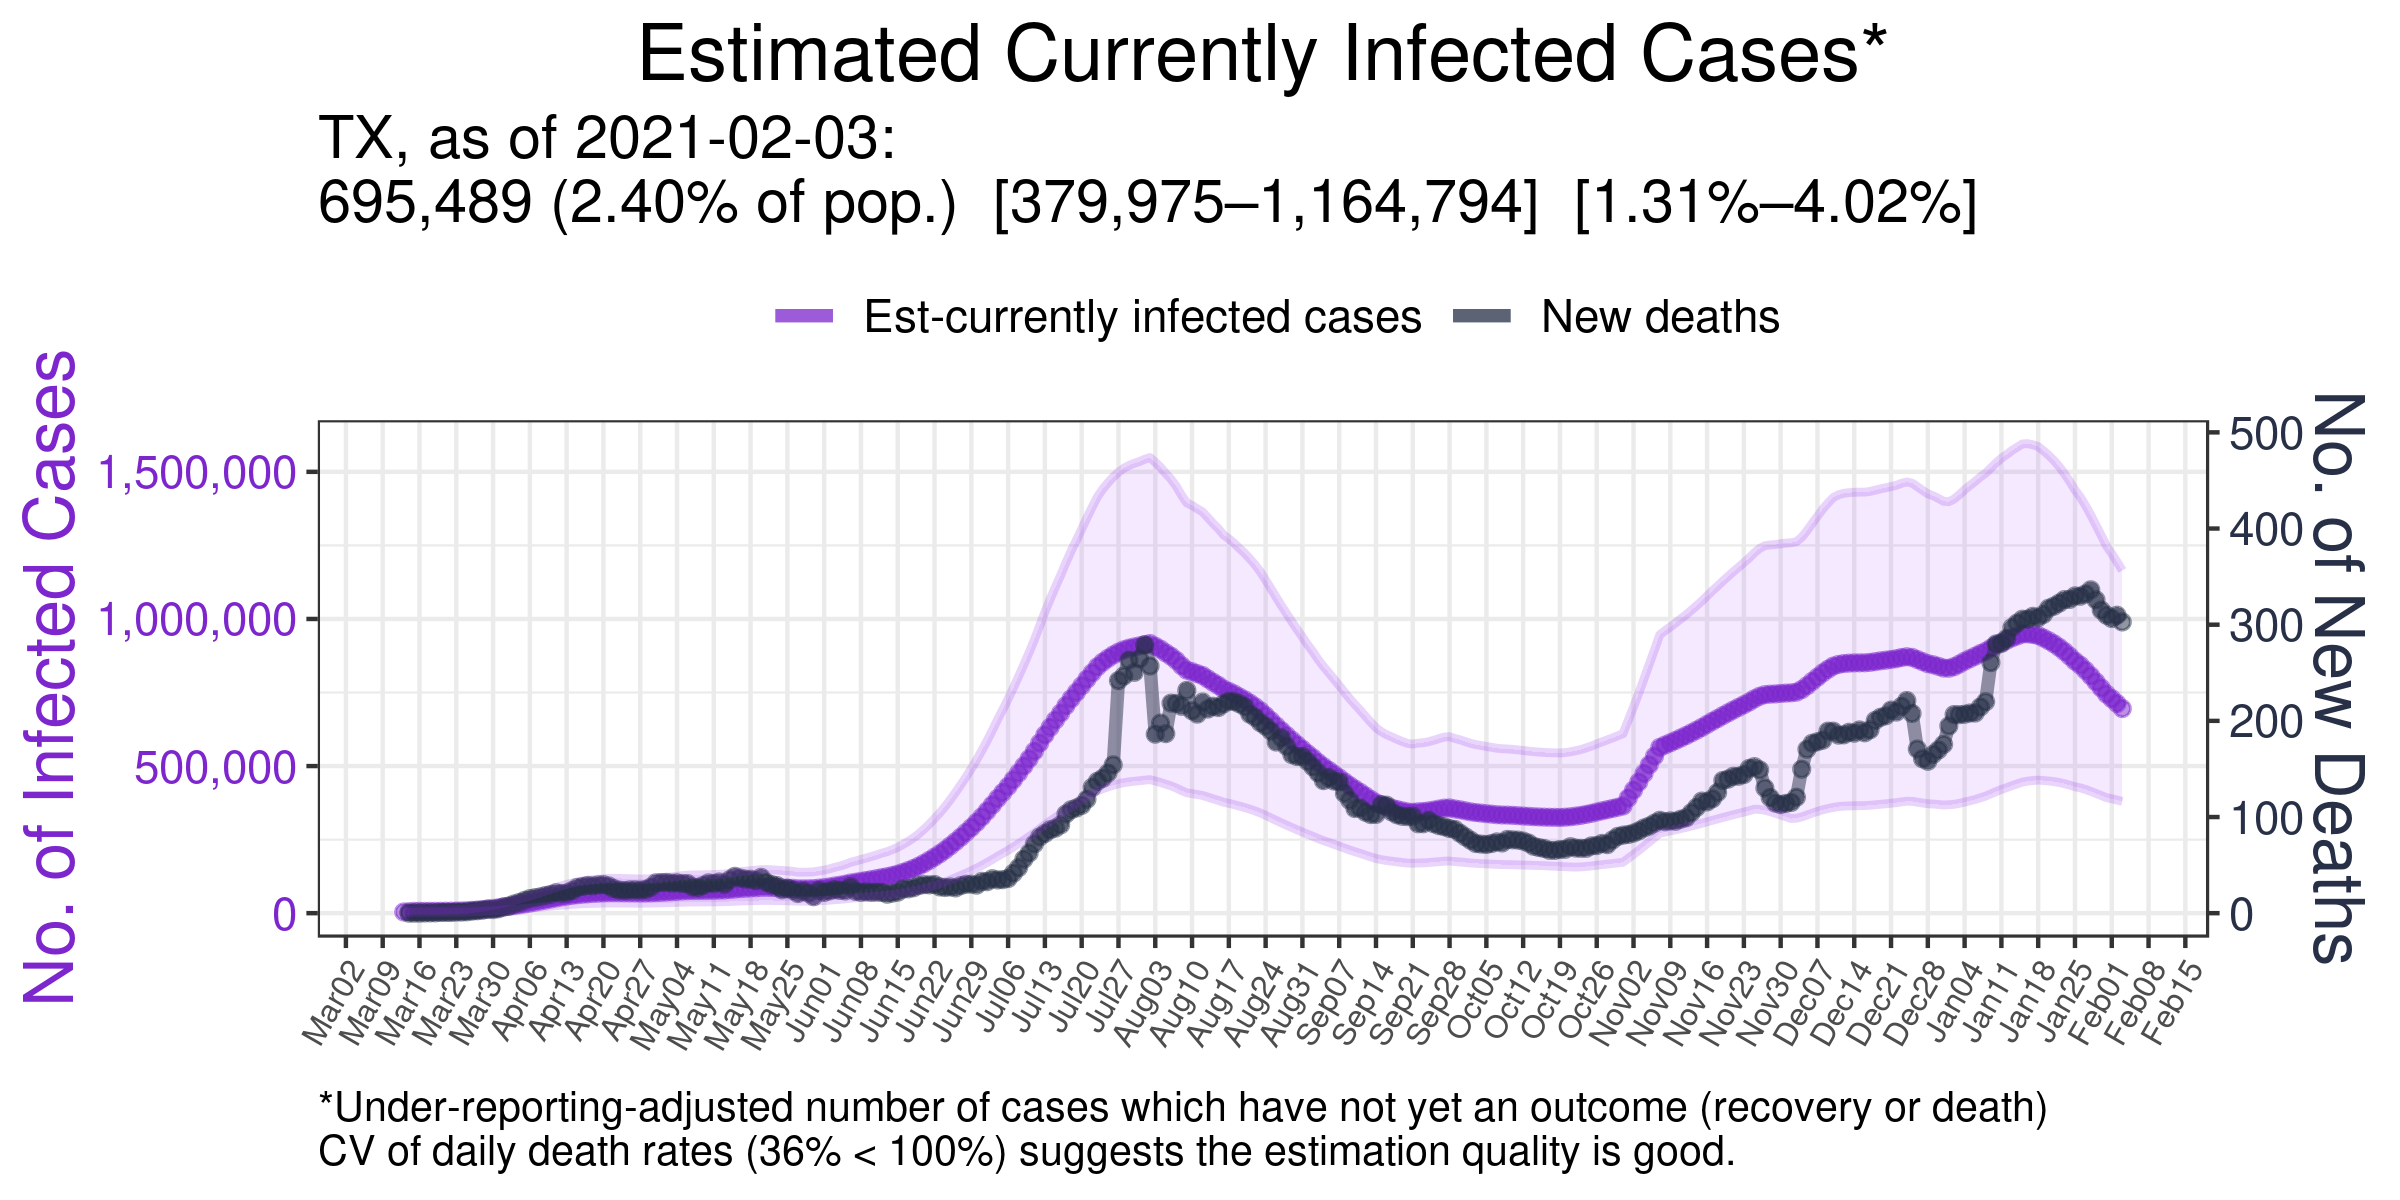 Estimated Currently Infected Cases*
TX, as of 2021-02-03:
695,489 (2.40% of pop.) [379,975–1,164,794] [1.31%–4.02%]
Est-currently infected cases
New deaths
No. of Infected Cases
1,500,000
1,000,000
500,000
0
500
400
300
200
100
0
No. of New Deaths
Mar02
Mar09
Mar16
Mar23
Mar30
Apr06
Apr13
Apr20
Apr27
May04
May11
May18
May25
Jun01
Jun08
Jun15
Jun22
Jun29
Jul06
Jul13
Jul20
Jul27
Aug03
Aug10
Aug17
Aug24
Aug31
Sep07
Sep14
Sep21
Sep28
Oct05
Oct12
Oct19
Oct26
Nov02
Nov09
Nov16
Nov23
Nov30
Dec07
Dec14
Dec21
Dec28
Jan04
Jan11
Jan18
Jan25
Feb01
Feb08
Feb15
*Under-reporting-adjusted number of cases which have not yet an outcome (recovery or death)
CV of daily death rates (36% < 100%) suggests the estimation quality is good.